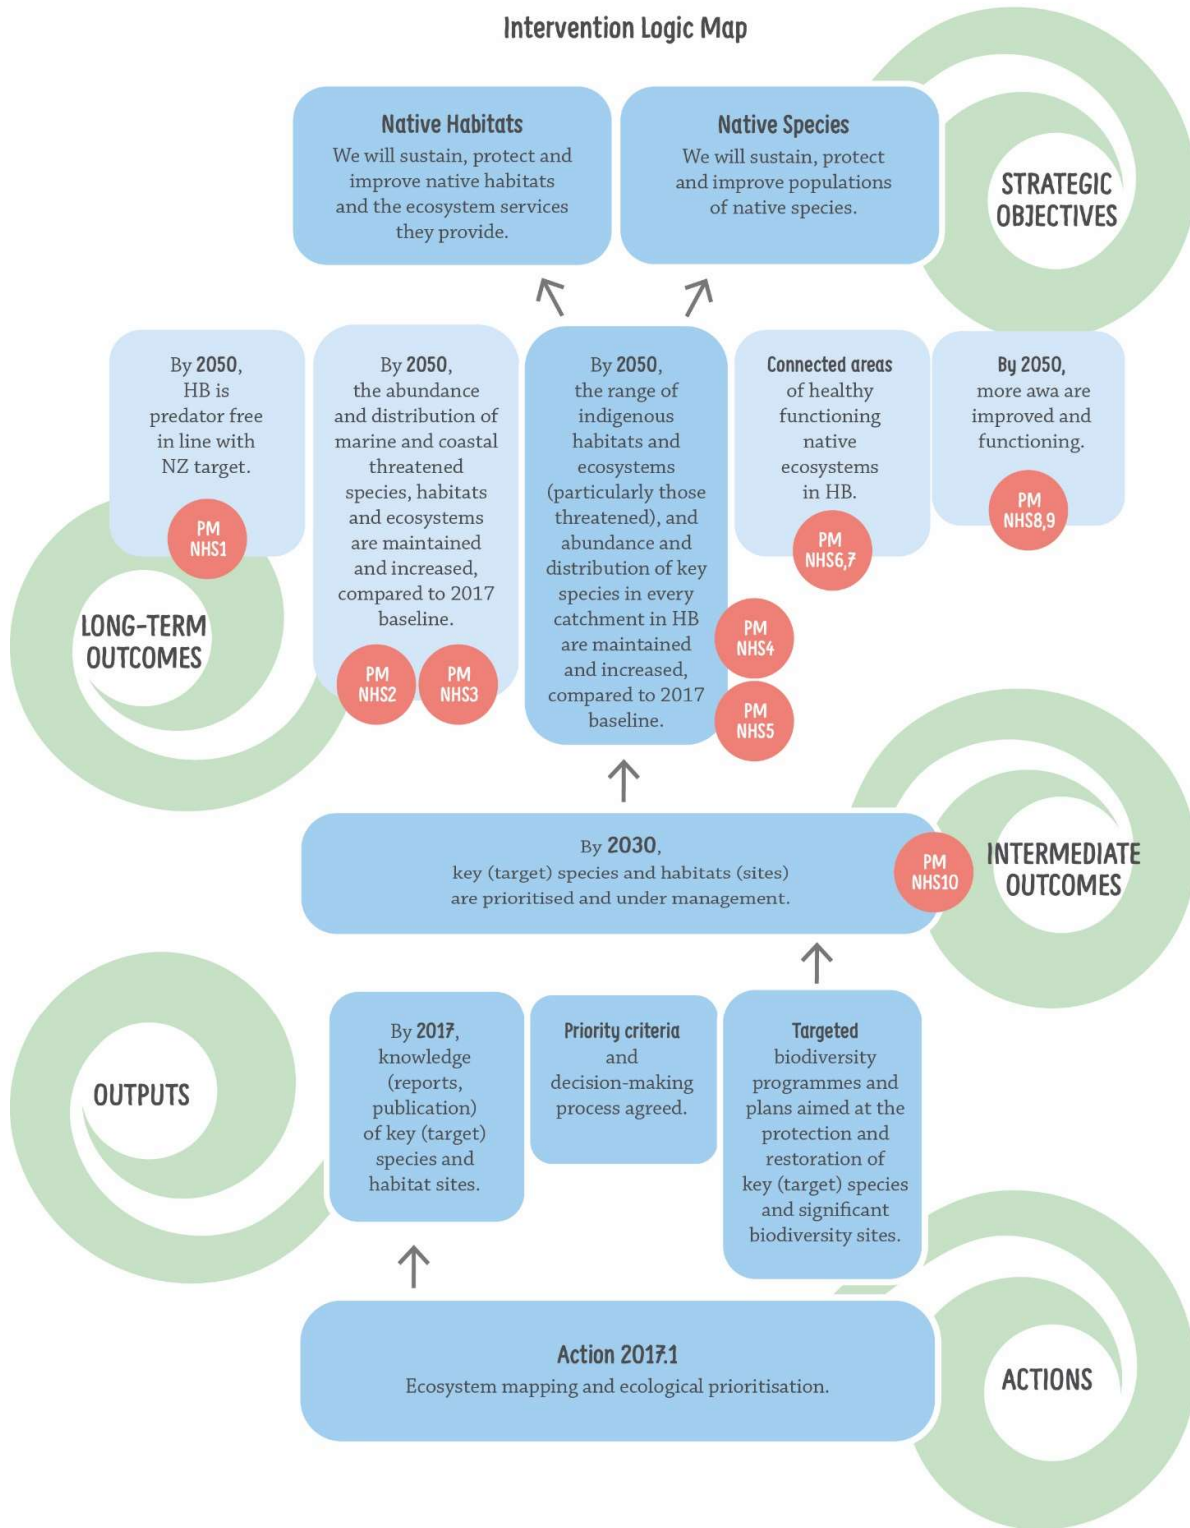 Intervention Logic Map
Native Habitats
We will sustain, protect and
improve native habitats
and the ecosystem services
they provide.
Native Species
We will sustain, protect
and improve populations
of native species.
STRATEGIC
OBJECTIVES
By 2050,
HB is
predator free
in line with
NZ target.
PM
NHS1
By 2050,
the abundance
and distribution of
marine and coastal
threatened
species, habitats
and ecosystems
are maintained
and increased,
compared to 2017
baseline.
PM
NHS2
PM
NHS3
By 2050,
the range of
indigenous
habitats and
ecosystems
(particularly those
threatened), and
abundance and
distribution of key
species in every
catchment in HB
are maintained
and increased,
compared to 2017
baseline.
PM
NHS4
PM
NHS5
Connected areas
of healthy
functioning
native
ecosystems
in HB.
PM
NHS6,7
By 2050,
more awa are
improved and
functioning.
PM
NHS8,9
LONG-TERM
OUTCOMES
By 2030,
key (target) species and habitats (sites)
are prioritised and under management.
PM
NHS10
INTERMEDIATE
OUTCOMES
OUTPUTS
By 2017,
knowledge
(reports,
publication)
of key (target)
species and
habitat sites.
Priority criteria
and
decision-making
process agreed.
Targeted
biodiversity
programmes and
plans aimed at the
protection and
restoration of
key (target) species
and significant
biodiversity sites.
Action 2017.1
Ecosystem mapping and ecological prioritisation.
ACTIONS